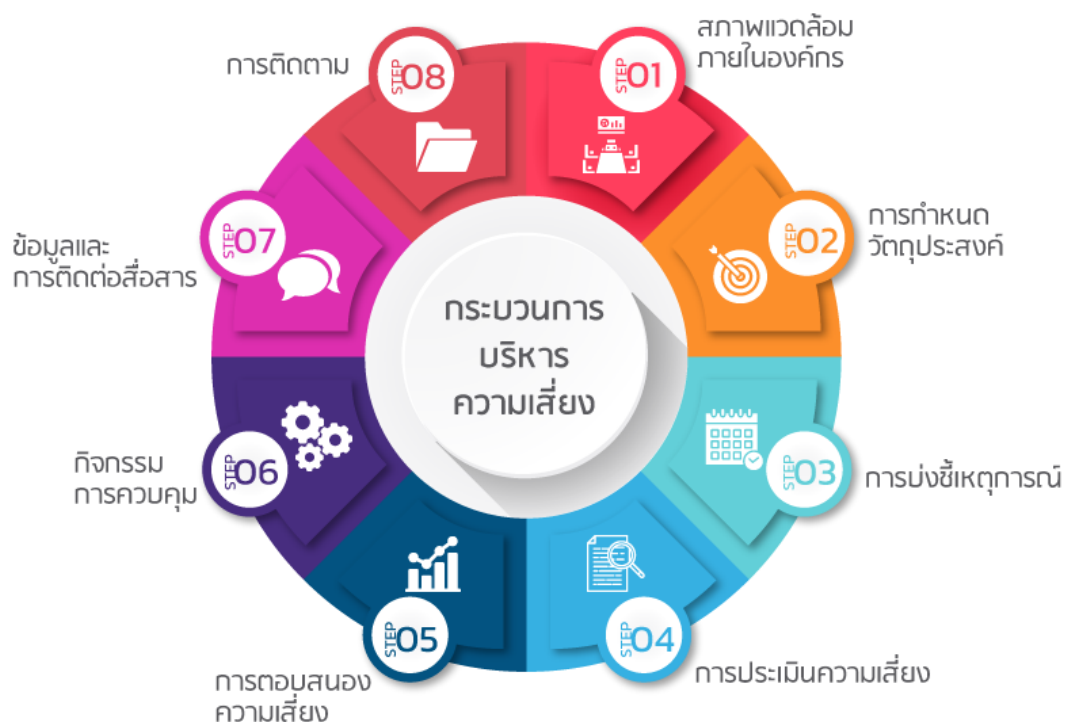 กระบวนการ
บริหาร
ความเสี่ยง
STEP 01
สภาพแวดล้อม
ภายในองค์กร
STEP 02
การกำหนด
วัตถุประสงค์
STEP 03
การบ่งชี้เหตุการณ์
STEP 04
การประเมินความเสี่ยง
STEP 05
การตอบสนอง
ความเสี่ยง
STEP 06
กิจกรรม
การควบคุม
STEP 07
ข้อมูลและ
การติดต่อสื่อสาร
STEP 08
การติดตาม